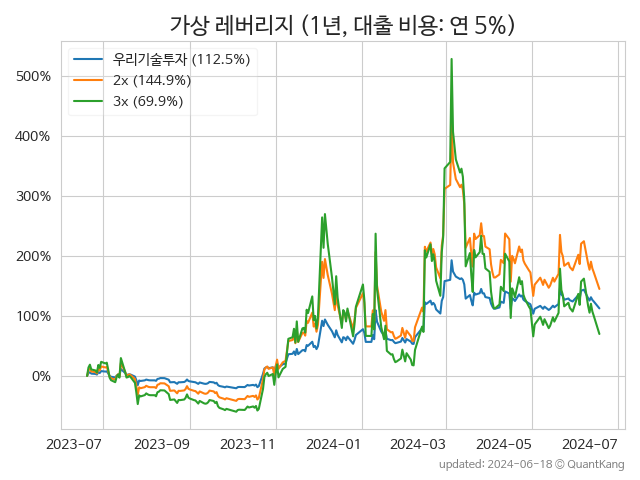 가상 레버리지 (1년, 대출 비용: 연 5%)
우리기술투자 (112.5%)
2x (144.9%)
3x (69.9%)
500%
400%
300%
200%
100%
0%
2023-07 2023-09 2023-11 2024-01 2024-03 2024-05 2024-07
updated: 2024-06-18 © QuantKang